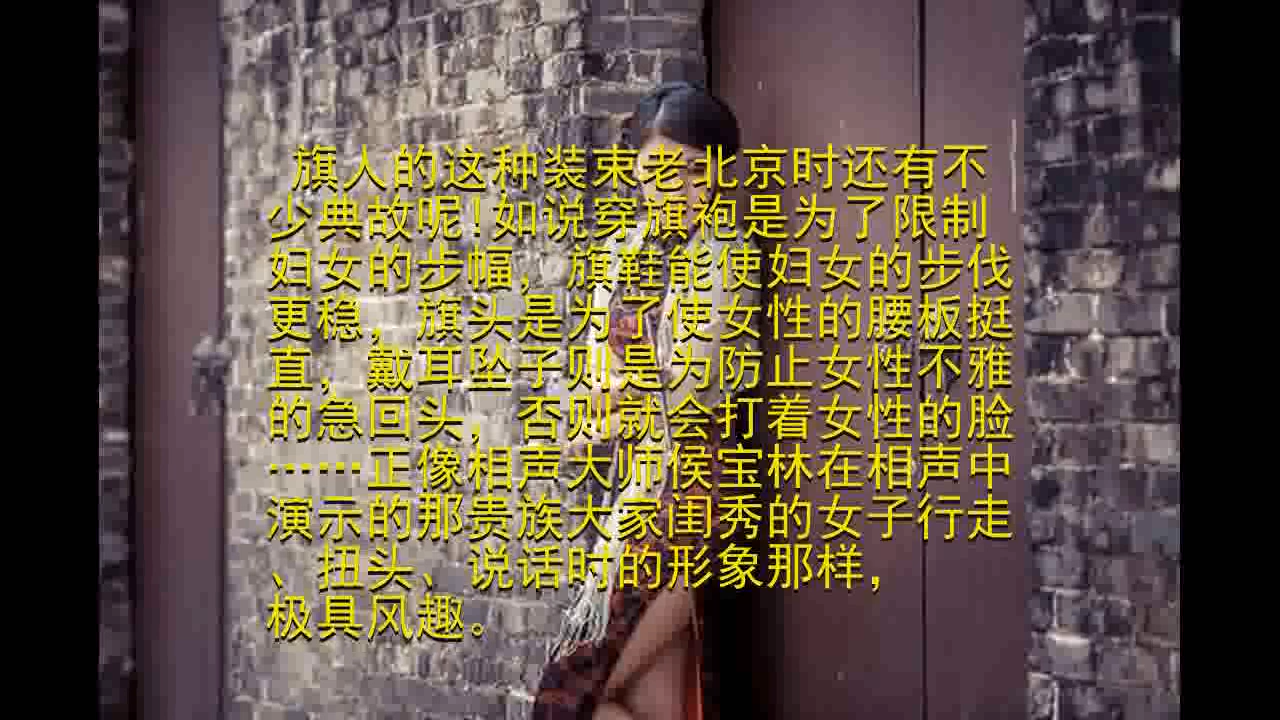 旗人的这种装束老北京时还有不
少典故呢!如说穿旗袍是为了限制
妇女的步幅，旗鞋能使妇女的步伐
更稳，旗头是为了使女性的腰板挺
直，戴耳坠子则是为防止女性不雅
的急回头，否则就会打着女性的脸
……正像相声大师侯宝林在相声中
演示的那贵族大家闺秀的女子行走
、扭头、说话时的形象那样，
极具风趣。